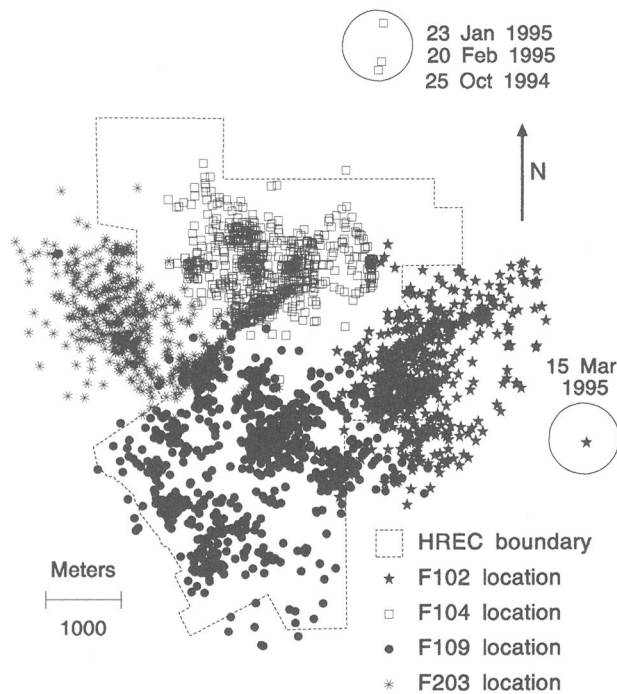 23 Jan 1995
20 Feb 1995
25 Oct 1994
N
15 Mar
1995
Meters
1000
HREC boundary
F102 location
F104 location
F109 location
F203 location